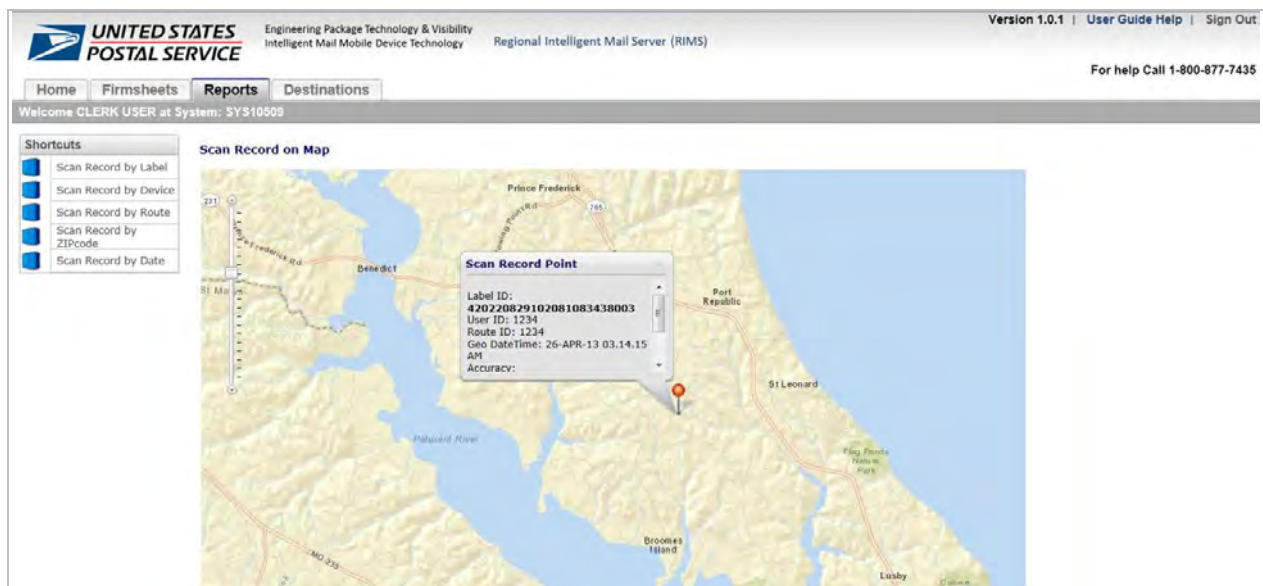 UNITED STATES
POSTAL SERVICE
Engineering Package Technology & Visibility
Intelligent Mail Mobile Device Technology
Regional Intelligent Mail Server (RIMS)
Version 1.0.1 | User Guide Help | Sign Out
For help Call 1-800-877-7435
Home
Firmsheets
Reports
Destinations
Welcome CLERK USER at System: SYS10509
Shortcuts
Scan Record by Label
Scan Record by Device
Scan Record by Route
Scan Record by
ZIPcode
Scan Record by Date
Scan Record on Map
Prince Frederick
231
765
Benedict
Scan Record Point
Label ID:
420220829102081083438003
User ID: 1234
Route ID: 1234
Geo DateTime: 26-APR-13 03.14.15
AM
Accuracy:
Port
Republic
St Leonard
Patuxent River
Flag Ponds
Nature
Park
Broomes
Island
MD 235
Lusby